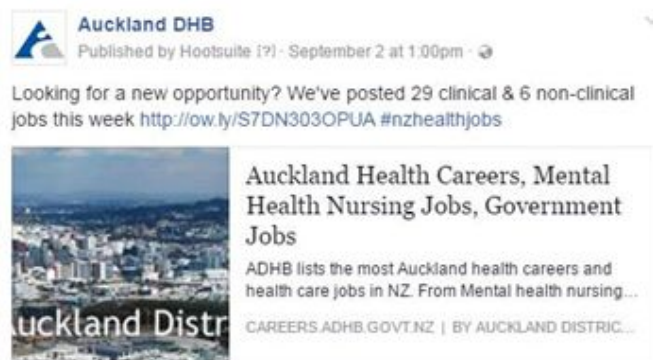 Auckland DHB
Published by Hootsuite [?] · September 2 at 1:00pm ·
Looking for a new opportunity? We've posted 29 clinical & 6 non-clinical
jobs this week http://ow.ly/S7DN303OPUA #nzhealthjobs
Auckland Health Careers, Mental
Health Nursing Jobs, Government
Jobs
ADHB lists the most Auckland health careers and
health care jobs in NZ. From Mental health nursing...
uckland Distr
CAREERS.ADHB.GOVT.NZ | BY AUCKLAND DISTRIC...